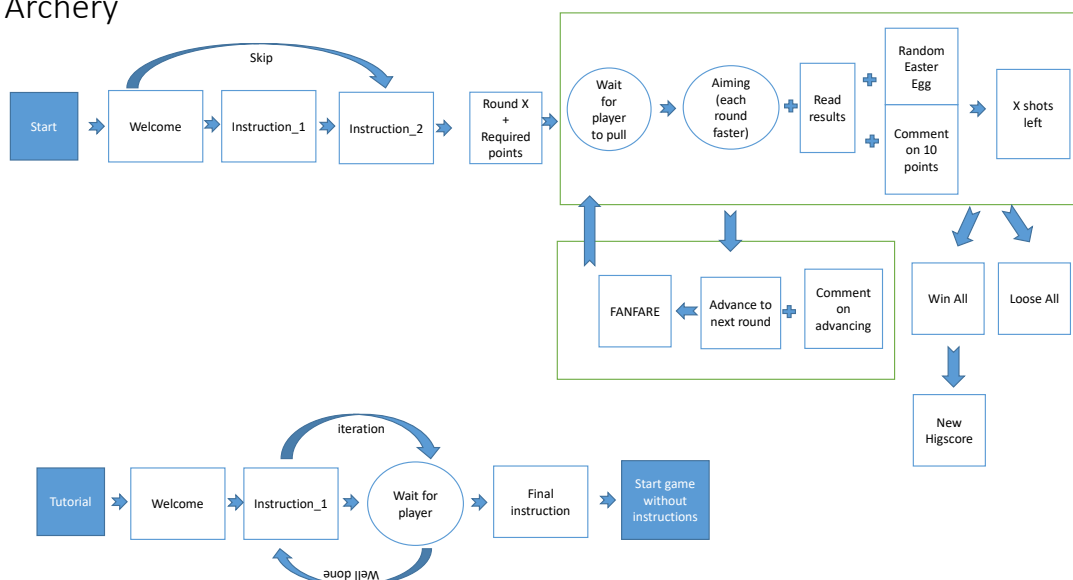 Archery
Skip
Start
Welcome
Instruction_1
Instruction_2
Round X
+
Required
points
Wait
for
player
to pull
Aiming
(each
round
faster)
Read
results
Random
Easter
Egg
Comment
on 10
points
X shots
left
FANFARE
Advance to
next round
Comment
on
advancing
Win All
Loose All
New
Higscore
iteration
Tutorial
Welcome
Instruction_1
Wait for
player
Final
instruction
Start game
without
instructions
Well done